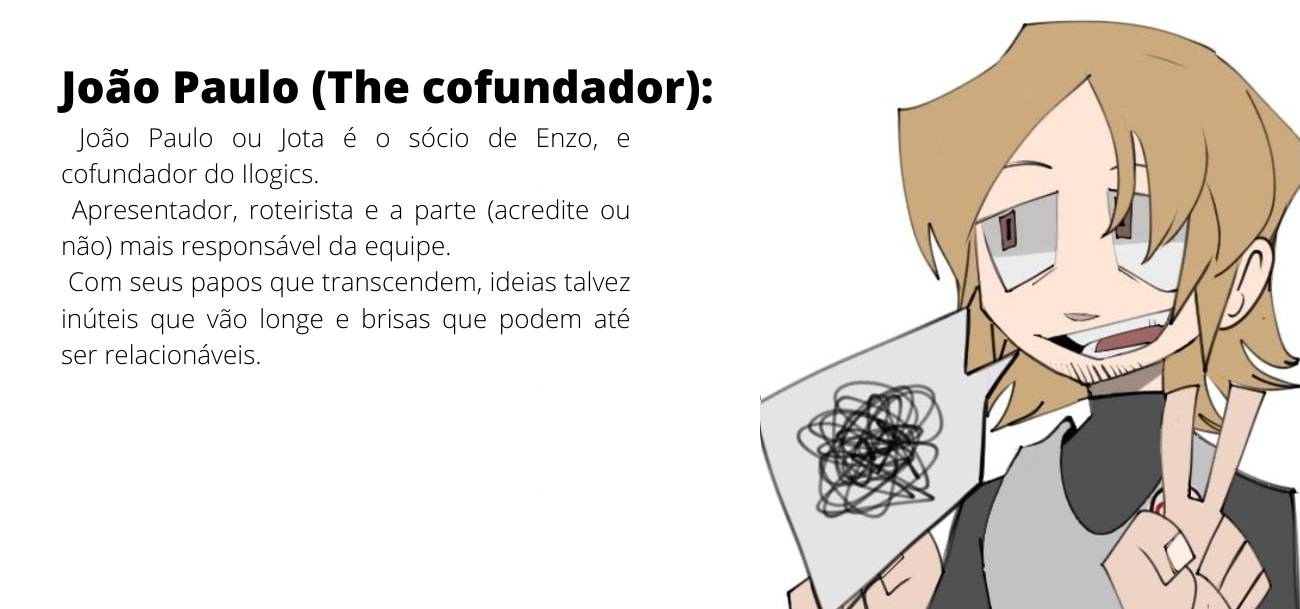 João Paulo (The cofundador):
João Paulo ou Jota é o sócio de Enzo, e
cofundador do Ilogics.
Apresentador, roteirista e a parte (acredite ou
não) mais responsável da equipe.
Com seus papos que transcendem, ideias talvez
inúteis que vão longe e brisas que podem até
ser relacionáveis.